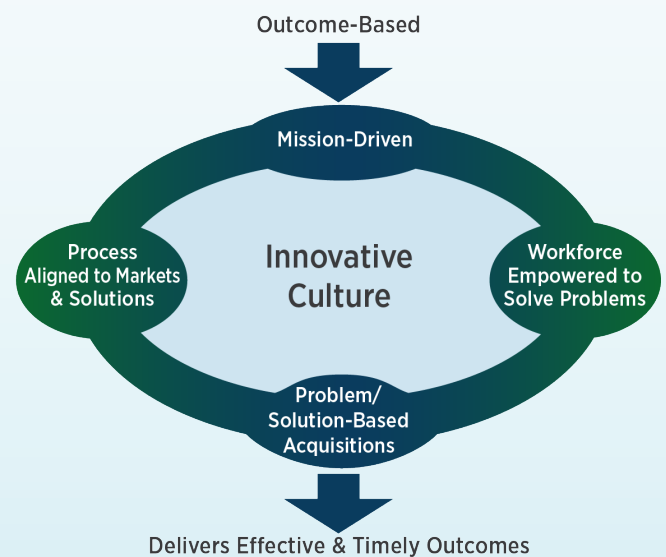 Outcome-Based
Mission-Driven
Process
Aligned to Markets
& Solutions
Innovative
Culture
Workforce
Empowered to
Solve Problems
Problem/
Solution-Based
Acquisitions
Delivers Effective & Timely Outcomes